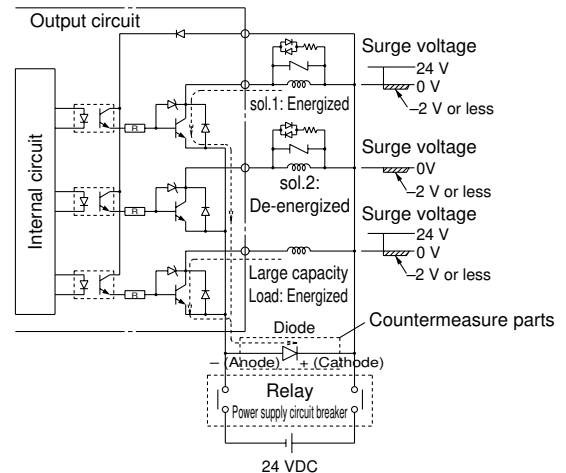 Output circuit
Internal circuit
R
R
R
sol.1: Energized
sol.2:
De-energized
Large capacity
Load: Energized
Surge voltage
24 V
0 V
–2 V or less
Surge voltage
0V
–2 V or less
Surge voltage
24 V
0 V
–2 V or less
Diode
Countermeasure parts
– (Anode) + (Cathode)
Relay
Power supply circuit breaker
24 VDC